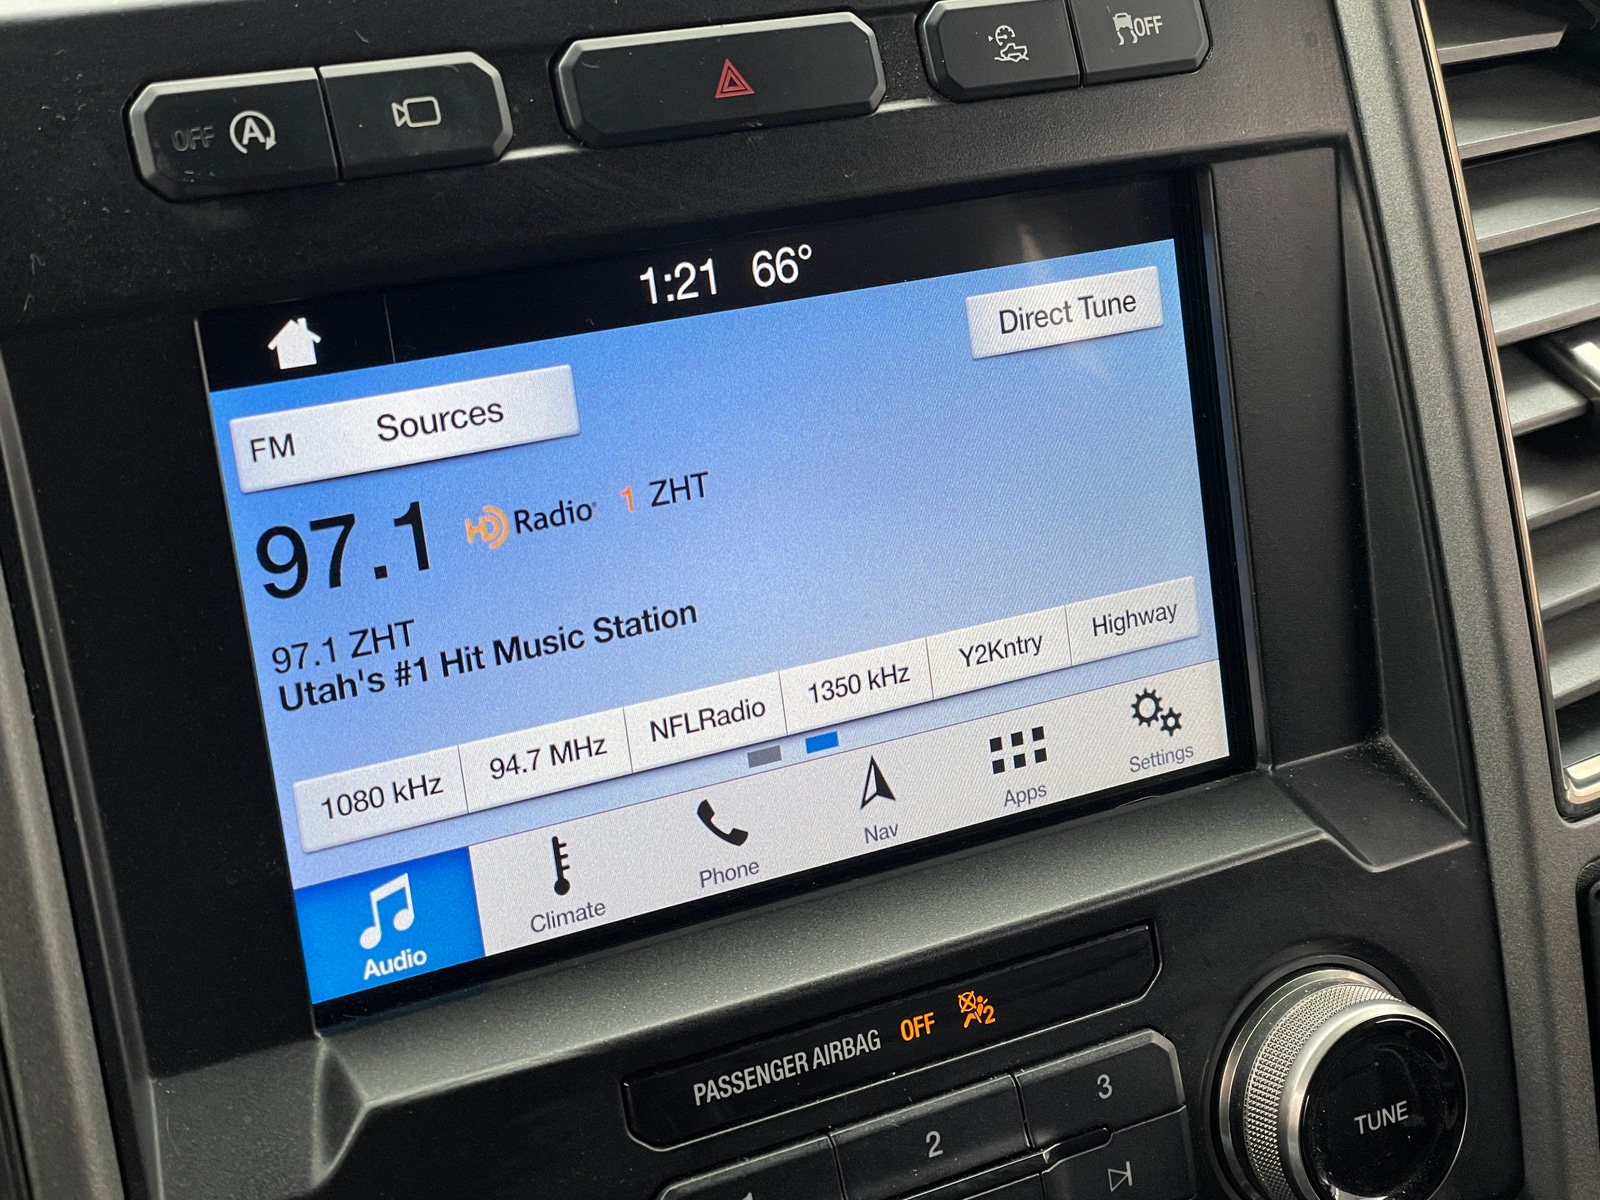 OFF A
OFF
1:21 66°
Direct Tune
FM Sources
97.1 HD Radio 1 ZHT
97.1 ZHT
Utah's #1 Hit Music Station
1080 kHz 94.7 MHz NFLRadio 1350 kHz Y2Kntry Highway
Audio Climate Phone Nav Apps Settings
PASSENGER AIRBAG OFF 2
1 2 3
TUNE